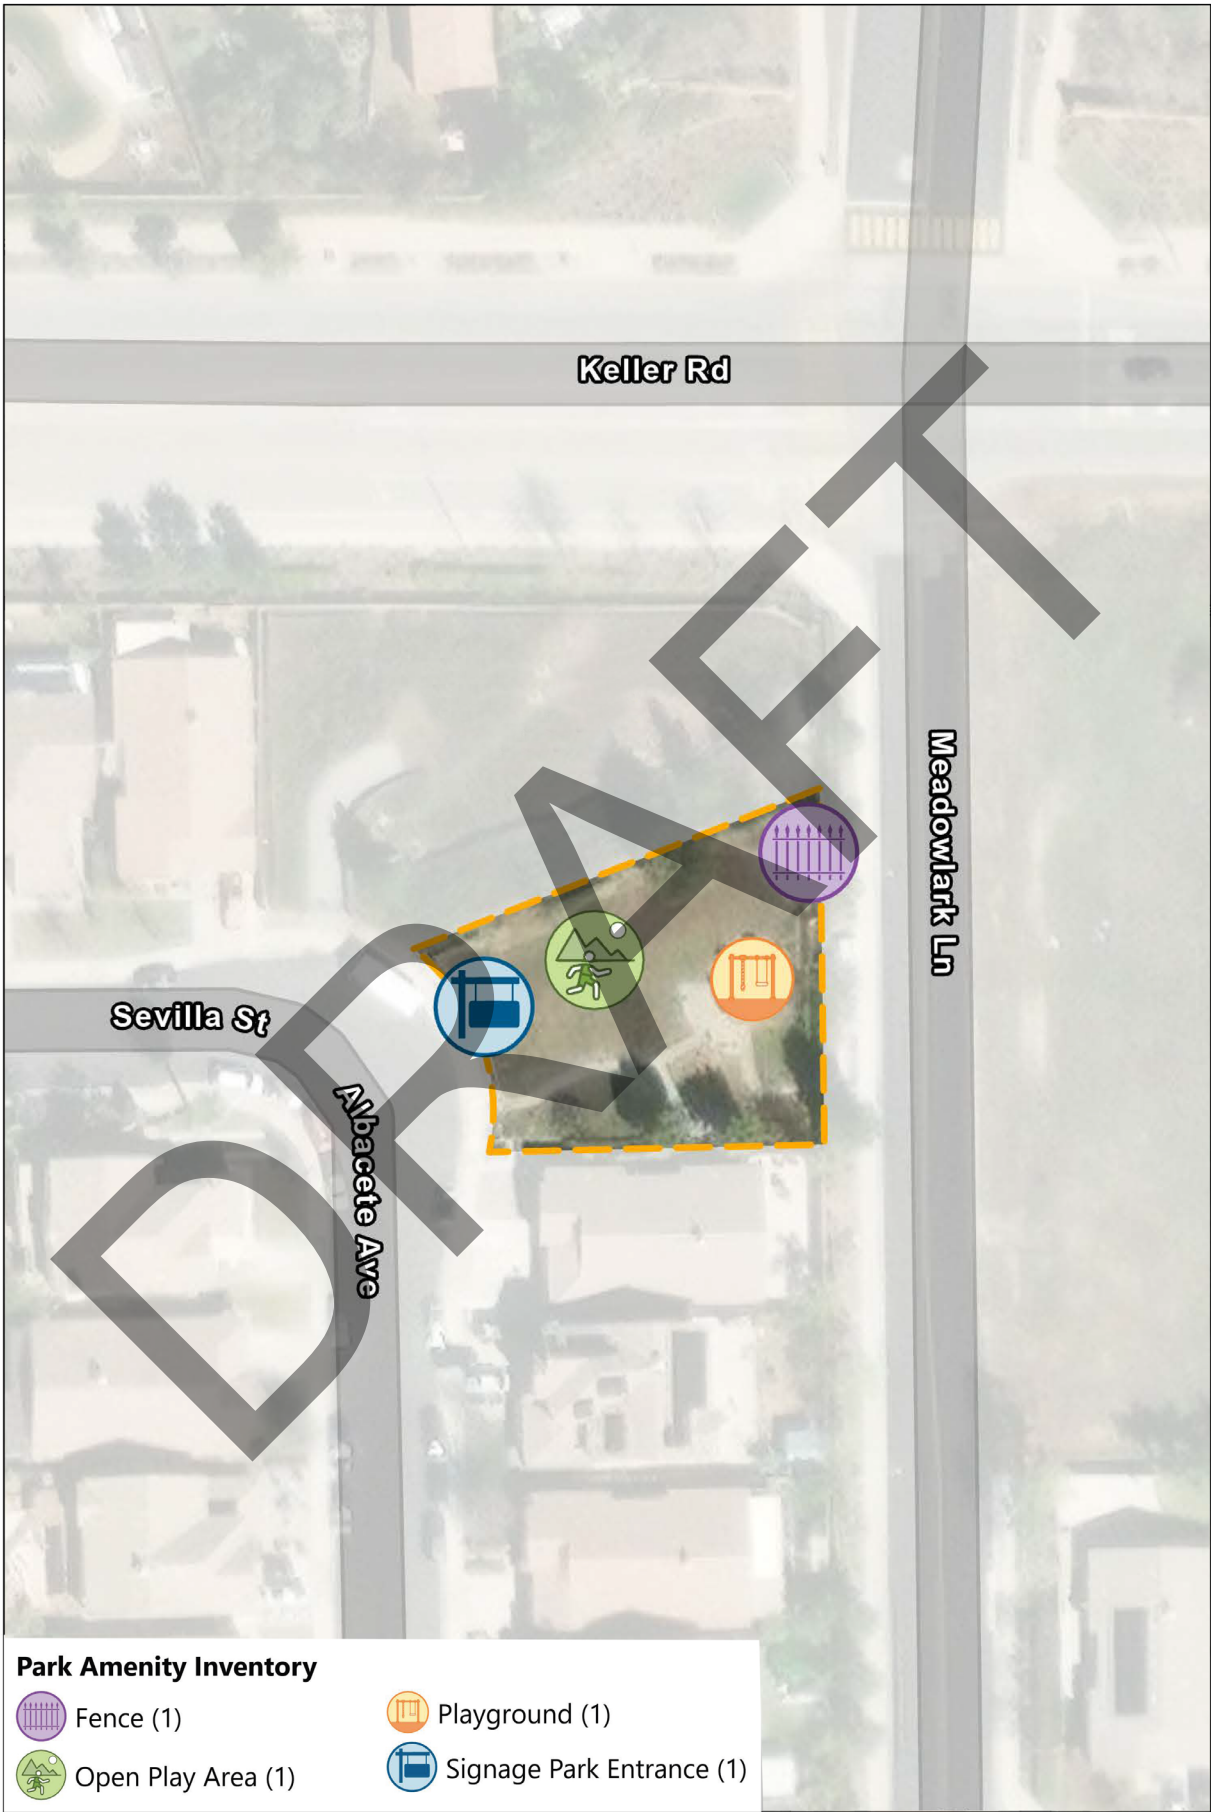 Keller Rd
Meadowlark Ln
Sevilla St
Albacete Ave
DRAFT
Park Amenity Inventory
Fence (1)
Playground (1)
Open Play Area (1)
Signage Park Entrance (1)